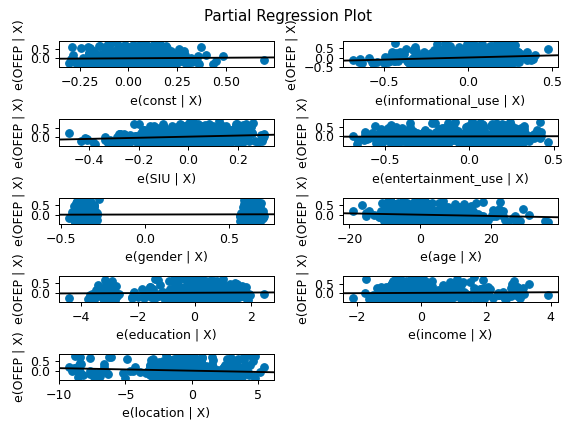 Partial Regression Plot
e(OFEP | X)
0.5
0.0
-0.25 0.00 0.25 0.50
e(const | X)
e(OFEP | X)
0.5
0.0
-0.5
-0.5 0.0 0.5
e(informational_use | X)
e(OFEP | X)
0.5
0.0
-0.4 -0.2 0.0 0.2
e(SIU | X)
e(OFEP | X)
0.5
0.0
-0.5 0.0 0.5
e(entertainment_use | X)
e(OFEP | X)
0.5
0.0
-0.5 0.0 0.5
e(gender | X)
e(OFEP | X)
0.5
0.0
-20 0 20
e(age | X)
e(OFEP | X)
0.5
0.0
-4 -2 0 2
e(education | X)
e(OFEP | X)
0.5
0.0
-2 0 2 4
e(income | X)
e(OFEP | X)
0.5
0.0
-10 -5 0 5
e(location | X)